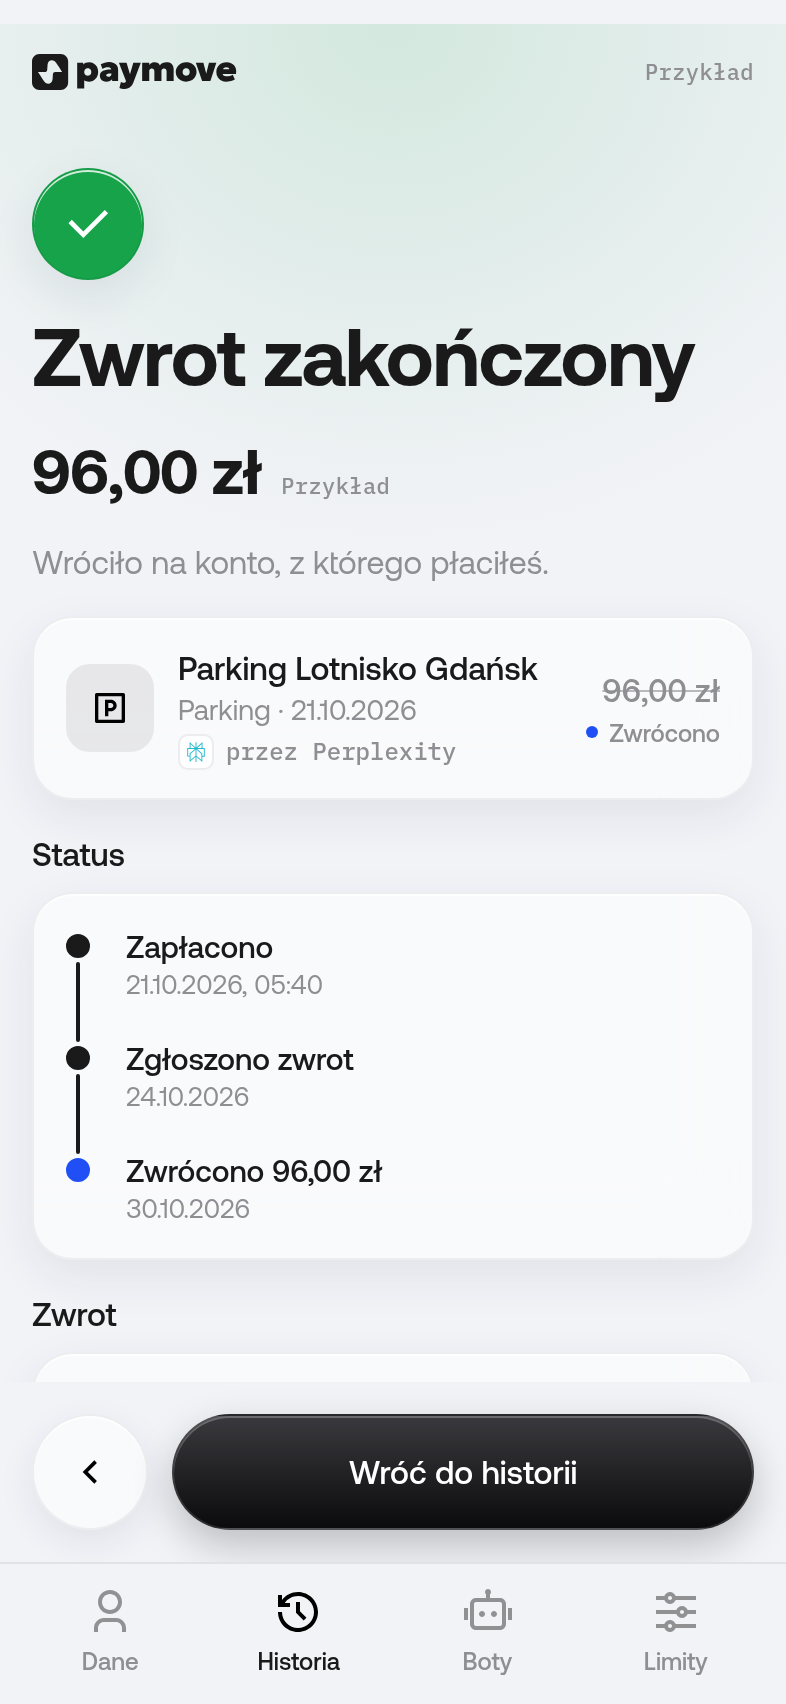 paymove
Przykład
Zwrot zakończony
96,00 zł Przykład
Wróciło na konto, z którego płaciłeś.
Parking Lotnisko Gdańsk
Parking · 21.10.2026
przez Perplexity
96,00 zł
Zwrócono
Status
Zapłacono
21.10.2026, 05:40
Zgłoszono zwrot
24.10.2026
Zwrócono 96,00 zł
30.10.2026
Zwrot
Wróć do historii
Dane
Historia
Boty
Limity